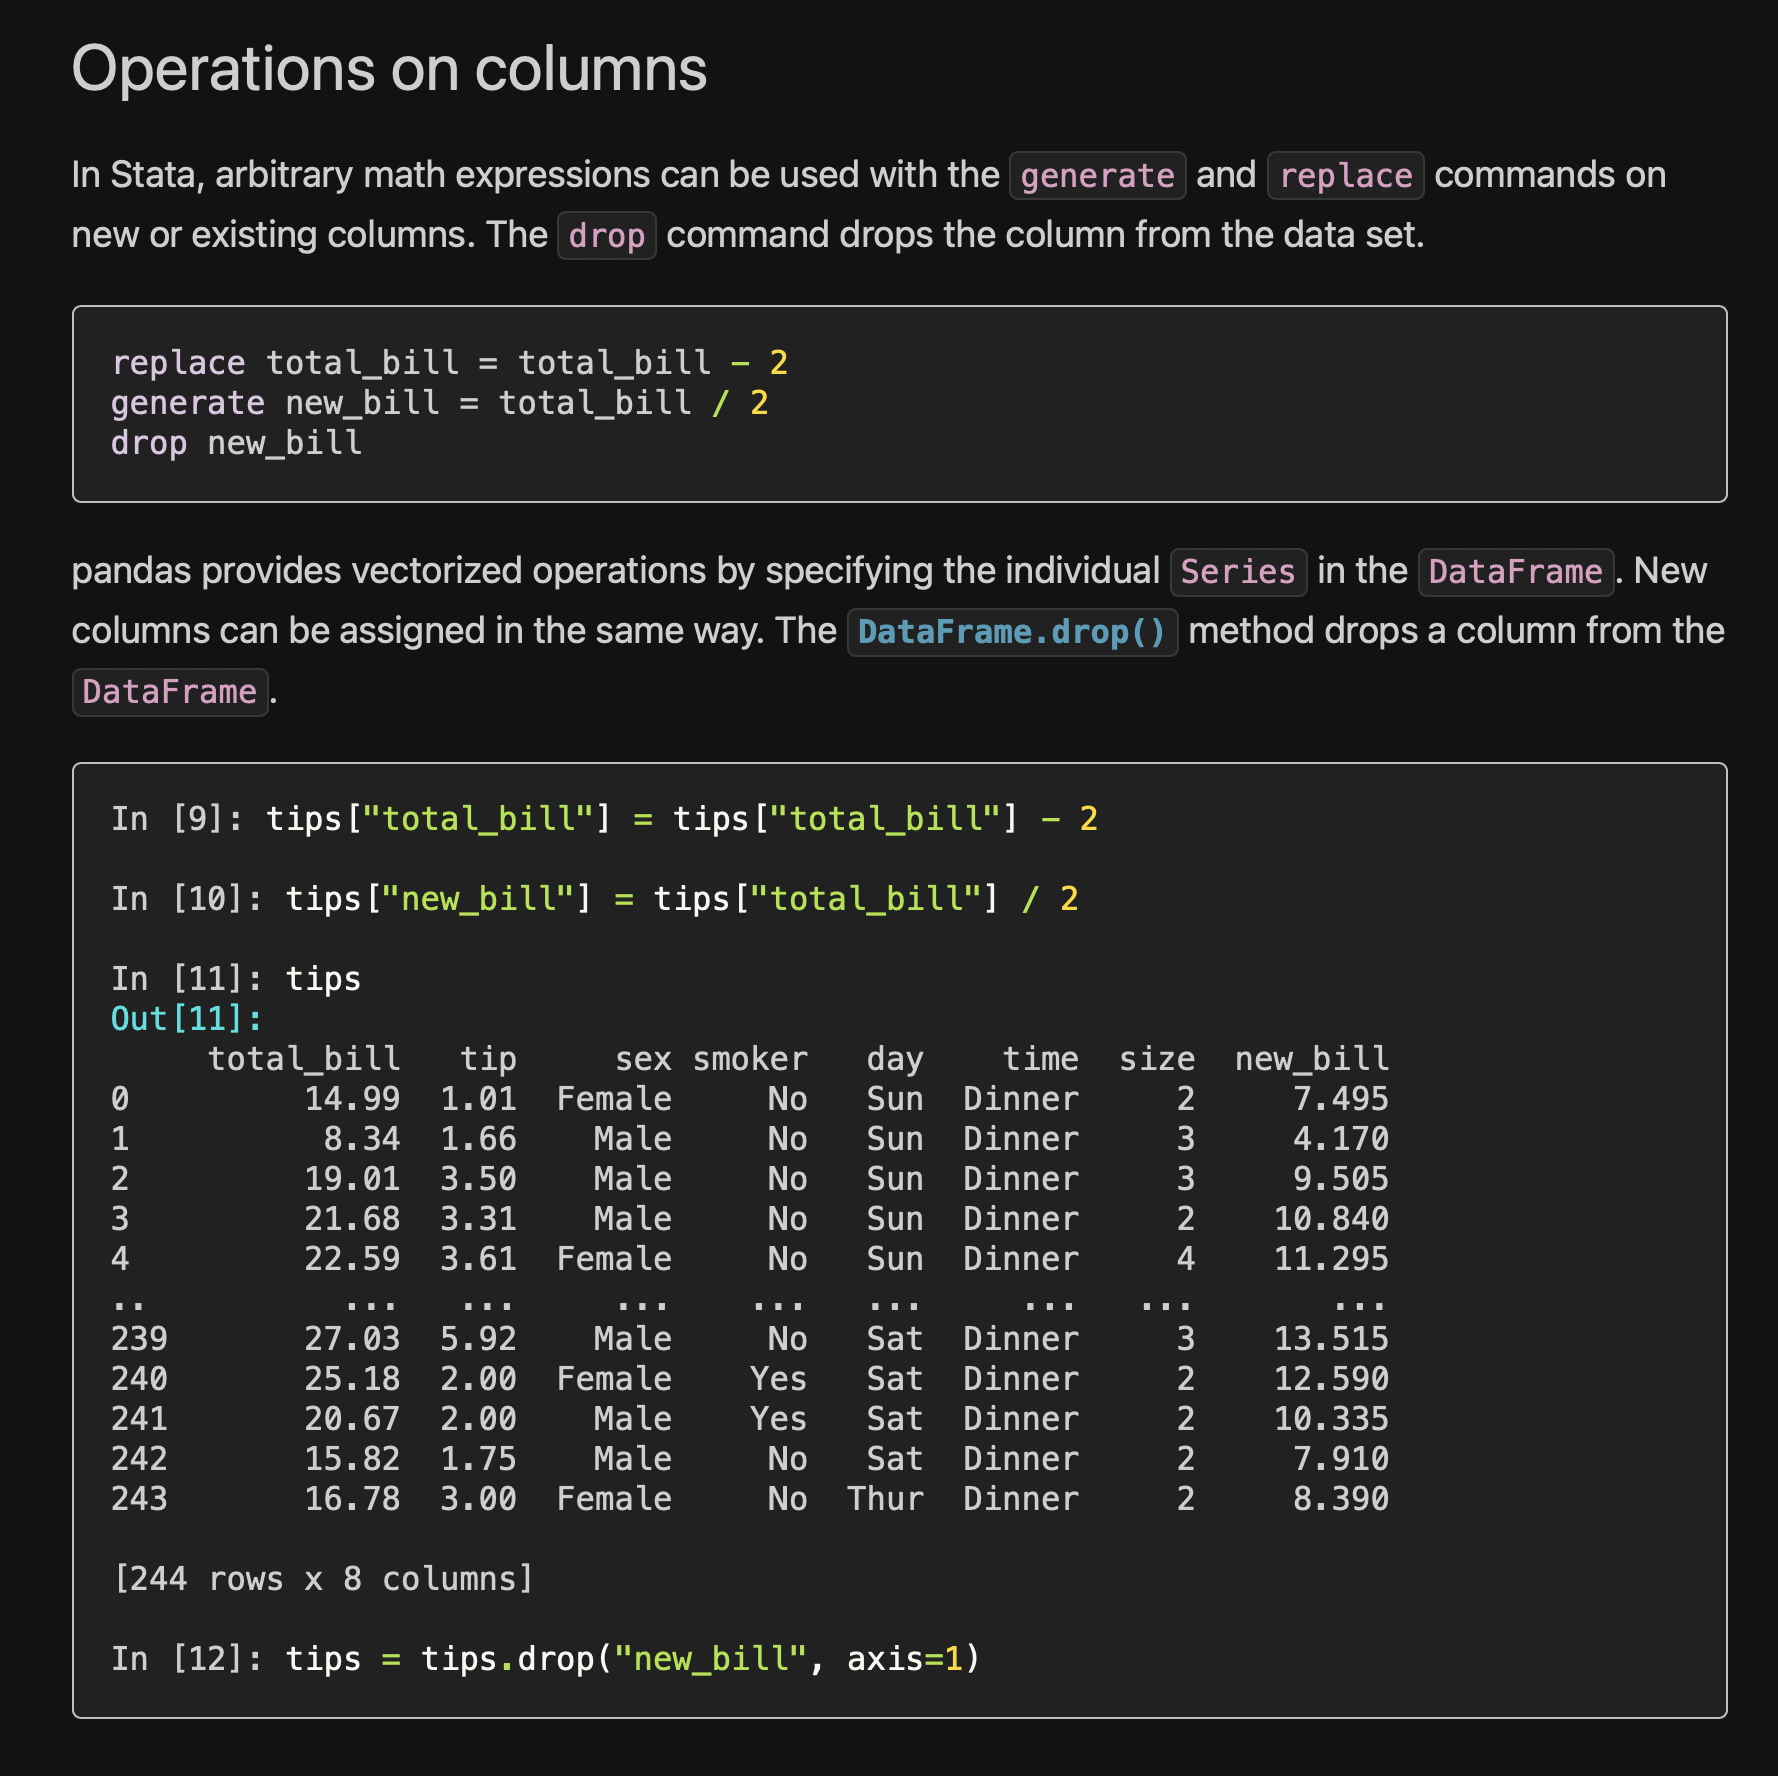 Operations on columns
In Stata, arbitrary math expressions can be used with the generate and replace commands on
new or existing columns. The drop command drops the column from the data set.
replace total_bill = total_bill - 2
generate new_bill = total_bill / 2
drop new_bill
pandas provides vectorized operations by specifying the individual Series in the DataFrame. New
columns can be assigned in the same way. The DataFrame.drop() method drops a column from the
DataFrame.
In [9]: tips["total_bill"] = tips["total_bill"] - 2
In [10]: tips["new_bill"] = tips["total_bill"] / 2
In [11]: tips
Out[11]:
     total_bill   tip     sex smoker   day    time  size  new_bill
0         14.99  1.01  Female     No   Sun  Dinner     2     7.495
1          8.34  1.66    Male     No   Sun  Dinner     3     4.170
2         19.01  3.50    Male     No   Sun  Dinner     3     9.505
3         21.68  3.31    Male     No   Sun  Dinner     2    10.840
4         22.59  3.61  Female     No   Sun  Dinner     4    11.295
..          ...   ...     ...    ...   ...     ...   ...       ...
239       27.03  5.92    Male     No   Sat  Dinner     3    13.515
240       25.18  2.00  Female    Yes   Sat  Dinner     2    12.590
241       20.67  2.00    Male    Yes   Sat  Dinner     2    10.335
242       15.82  1.75    Male     No   Sat  Dinner     2     7.910
243       16.78  3.00  Female     No  Thur  Dinner     2     8.390
[244 rows x 8 columns]
In [12]: tips = tips.drop("new_bill", axis=1)